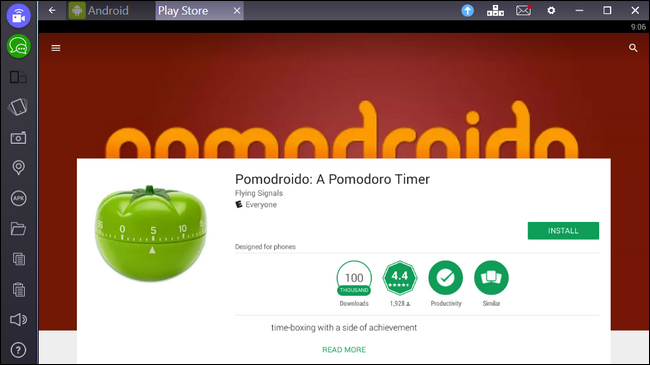 Android
Play Store
9:06
pomodroido
Pomodroido: A Pomodoro Timer
Flying Signals
E Everyone
INSTALL
Designed for phones
0 5 10
100
THOUSAND
4.4
Downloads
1,928
Productivity
Similar
APK
time-boxing with a side of achievement
READ MORE
?